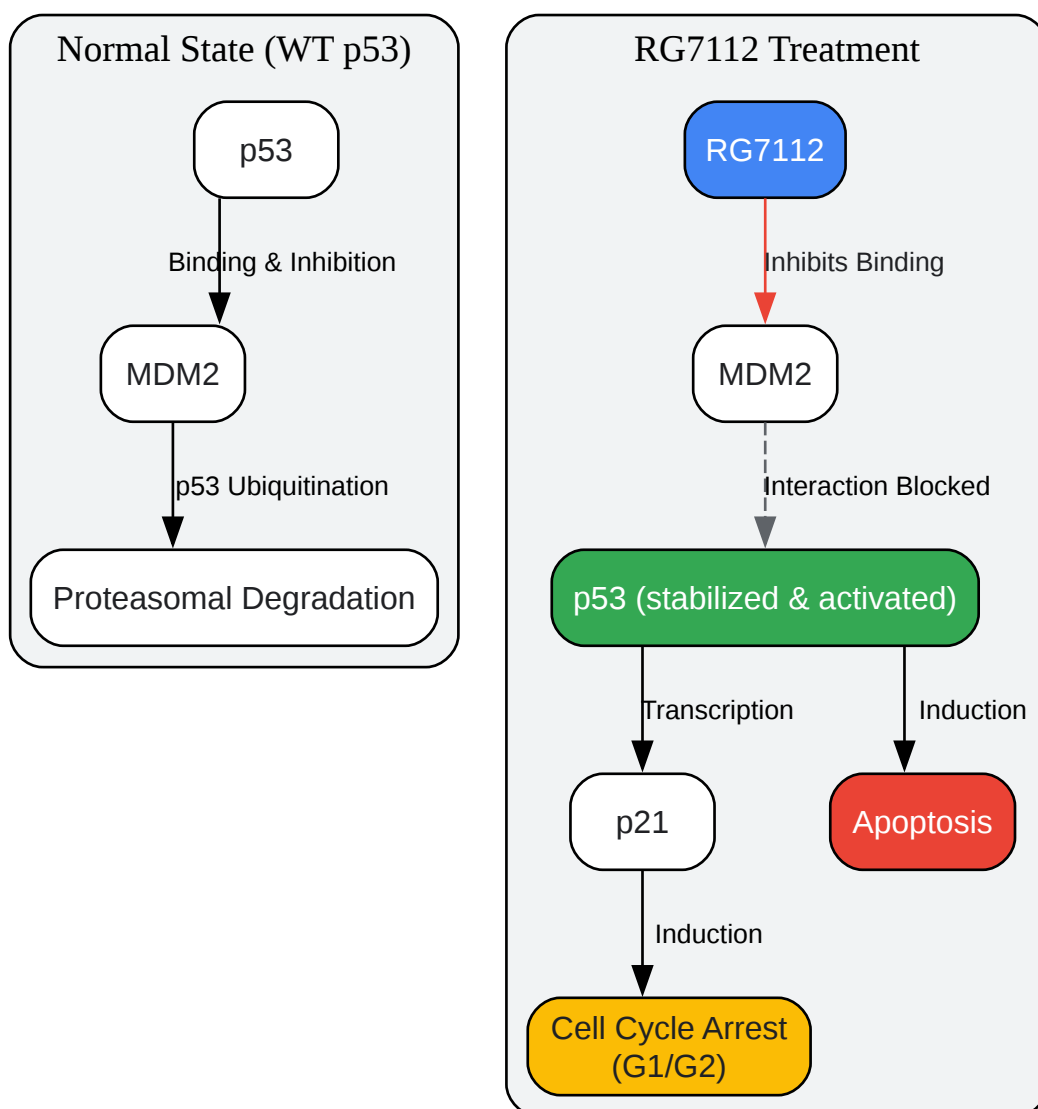 Normal State (WT p53)
p53
Binding & Inhibition
MDM2
p53 Ubiquitination
Proteasomal Degradation
RG7112 Treatment
RG7112
Inhibits Binding
MDM2
Interaction Blocked
p53 (stabilized & activated)
Transcription
Induction
p21
Apoptosis
Induction
Cell Cycle Arrest
(G1/G2)